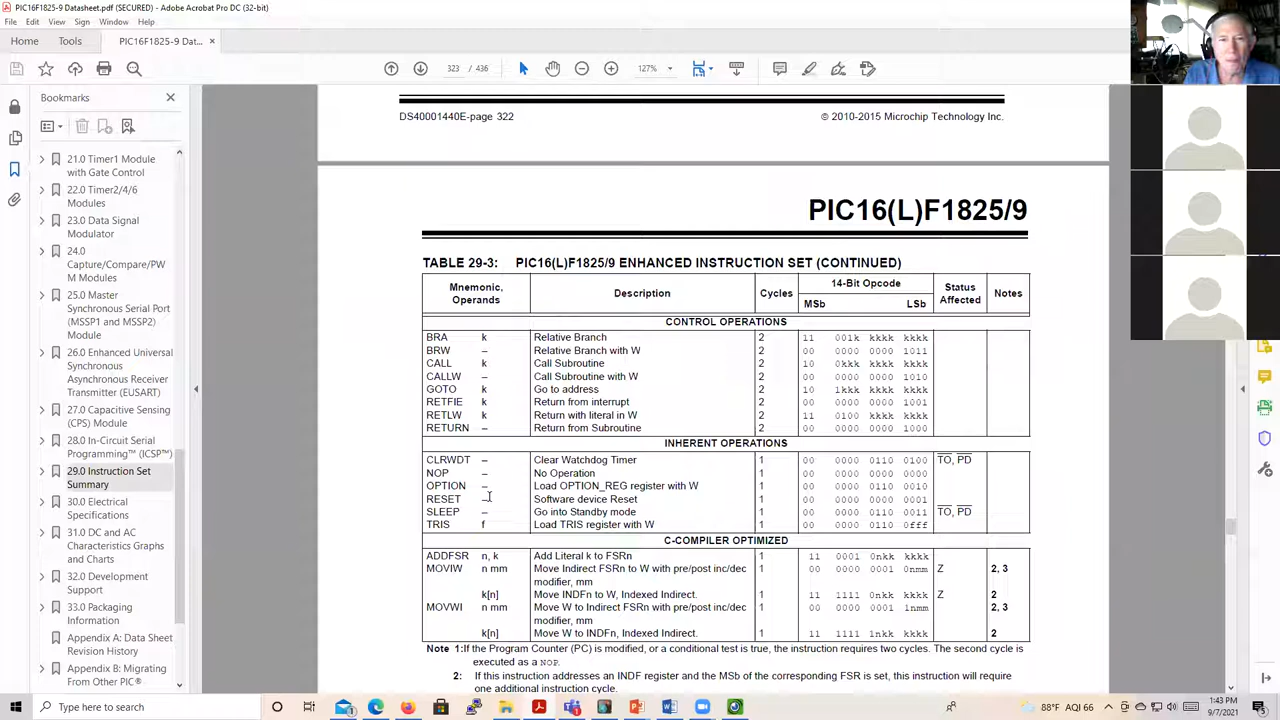 PIC16F1825-9 Datasheet.pdf (SECURED) - Adobe Acrobat Pro DC (32-bit)
File Edit View Sign Window Help
Home Tools PIC16F1825-9 Dat... ×
323 / 436 127%
Bookmarks
21.0 Timer1 Module
with Gate Control
22.0 Timer2/4/6
Modules
23.0 Data Signal
Modulator
24.0
Capture/Compare/PW
M Modules
25.0 Master
Synchronous Serial Port
(MSSP1 and MSSP2)
Module
26.0 Enhanced Universal
Synchronous
Asynchronous Receiver
Transmitter (EUSART)
27.0 Capacitive Sensing
(CPS) Module
28.0 In-Circuit Serial
Programming™ (ICSP™)
29.0 Instruction Set
Summary
30.0 Electrical
Specifications
31.0 DC and AC
Characteristics Graphs
and Charts
32.0 Development
Support
33.0 Packaging
Information
Appendix A: Data Sheet
Revision History
Appendix B: Migrating
From Other PIC®
DS40001440E-page 322 © 2010-2015 Microchip Technology Inc.
PIC16(L)F1825/9
TABLE 29-3: PIC16(L)F1825/9 ENHANCED INSTRUCTION SET (CONTINUED)
Mnemonic, Operands Description Cycles 14-Bit Opcode MSb LSb Status Affected Notes
CONTROL OPERATIONS
BRA k Relative Branch 2 11 001k kkkk kkkk
BRW – Relative Branch with W 2 00 0000 0000 1011
CALL k Call Subroutine 2 10 0kkk kkkk kkkk
CALLW – Call Subroutine with W 2 00 0000 0000 1010
GOTO k Go to address 2 10 1kkk kkkk kkkk
RETFIE k Return from interrupt 2 00 0000 0000 1001
RETLW k Return with literal in W 2 11 0100 kkkk kkkk
RETURN – Return from Subroutine 2 00 0000 0000 1000
INHERENT OPERATIONS
CLRWDT – Clear Watchdog Timer 1 00 0000 0110 0100 TO, PD
NOP – No Operation 1 00 0000 0000 0000
OPTION – Load OPTION_REG register with W 1 00 0000 0110 0010
RESET – Software device Reset 1 00 0000 0000 0001
SLEEP – Go into Standby mode 1 00 0000 0110 0011 TO, PD
TRIS f Load TRIS register with W 1 00 0000 0110 0fff
C-COMPILER OPTIMIZED
ADDFSR n, k Add Literal k to FSRn 1 11 0001 0nkk kkkk
MOVIW n mm Move Indirect FSRn to W with pre/post inc/dec 1 00 0000 0001 0nmm Z 2, 3
modifier, mm
k[n] Move INDFn to W, Indexed Indirect. 1 11 1111 0nkk kkkk Z 2
MOVWI n mm Move W to Indirect FSRn with pre/post inc/dec 1 00 0000 0001 1nmm 2, 3
modifier, mm
k[n] Move W to INDFn, Indexed Indirect. 1 11 1111 1nkk kkkk 2
Note 1:If the Program Counter (PC) is modified, or a conditional test is true, the instruction requires two cycles. The second cycle is
executed as a NOP.
2: If this instruction addresses an INDF register and the MSb of the corresponding FSR is set, this instruction will require
one additional instruction cycle.
Type here to search
88°F AQI 66
1:43 PM
9/7/2021